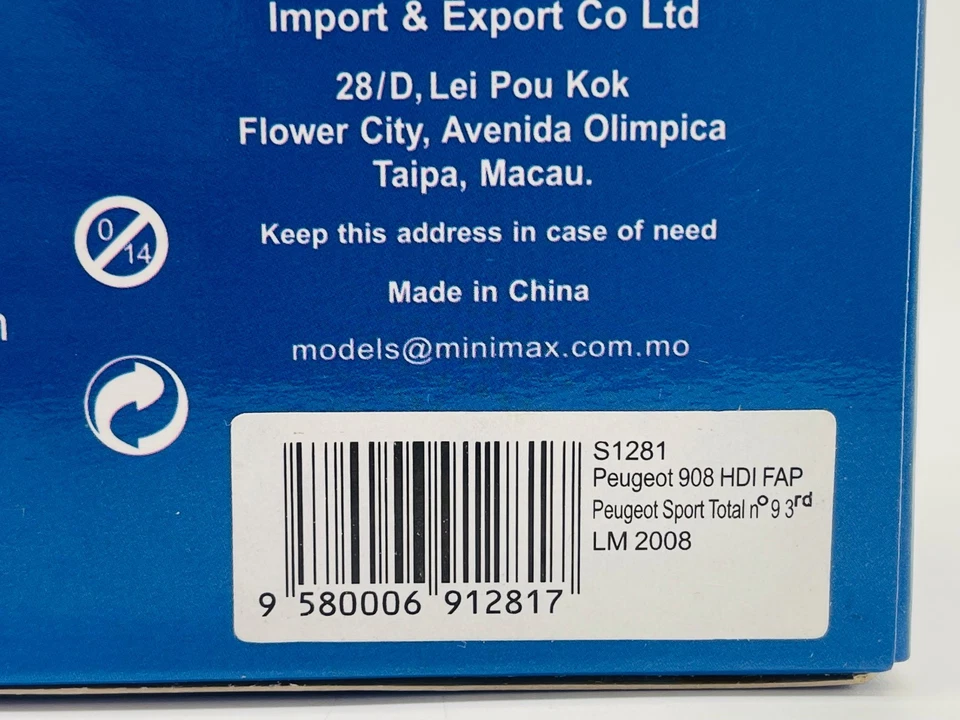 Import & Export Co Ltd
28/D, Lei Pou Kok
Flower City, Avenida Olimpica
Taipa, Macau.
0
14
Keep this address in case of need
Made in China
models@minimax.com.mo
S1281
Peugeot 908 HDI FAP
Peugeot Sport Total nº 9 3rd
LM 2008
9 580006 912817